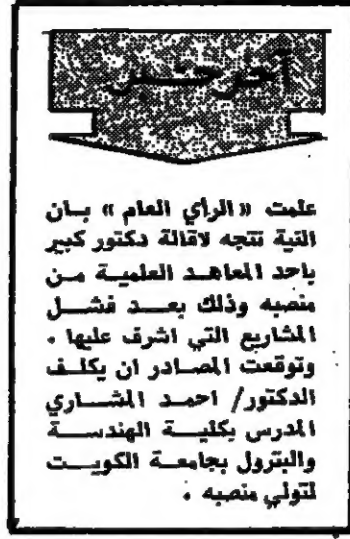 آخر خبر
علمت «الرأي العام» بان
النية تتجه لاقالة دكتور كبير
باحد المعاهد العلمية من
منصبه وذلك بعد فشل
المشاريع التي اشرف عليها .
وتوقعت المصادر ان يكلف
الدكتور/ احمد المشاري
المدرس بكلية الهندسة
والبترول بجامعة الكويت
لتولي منصبه .